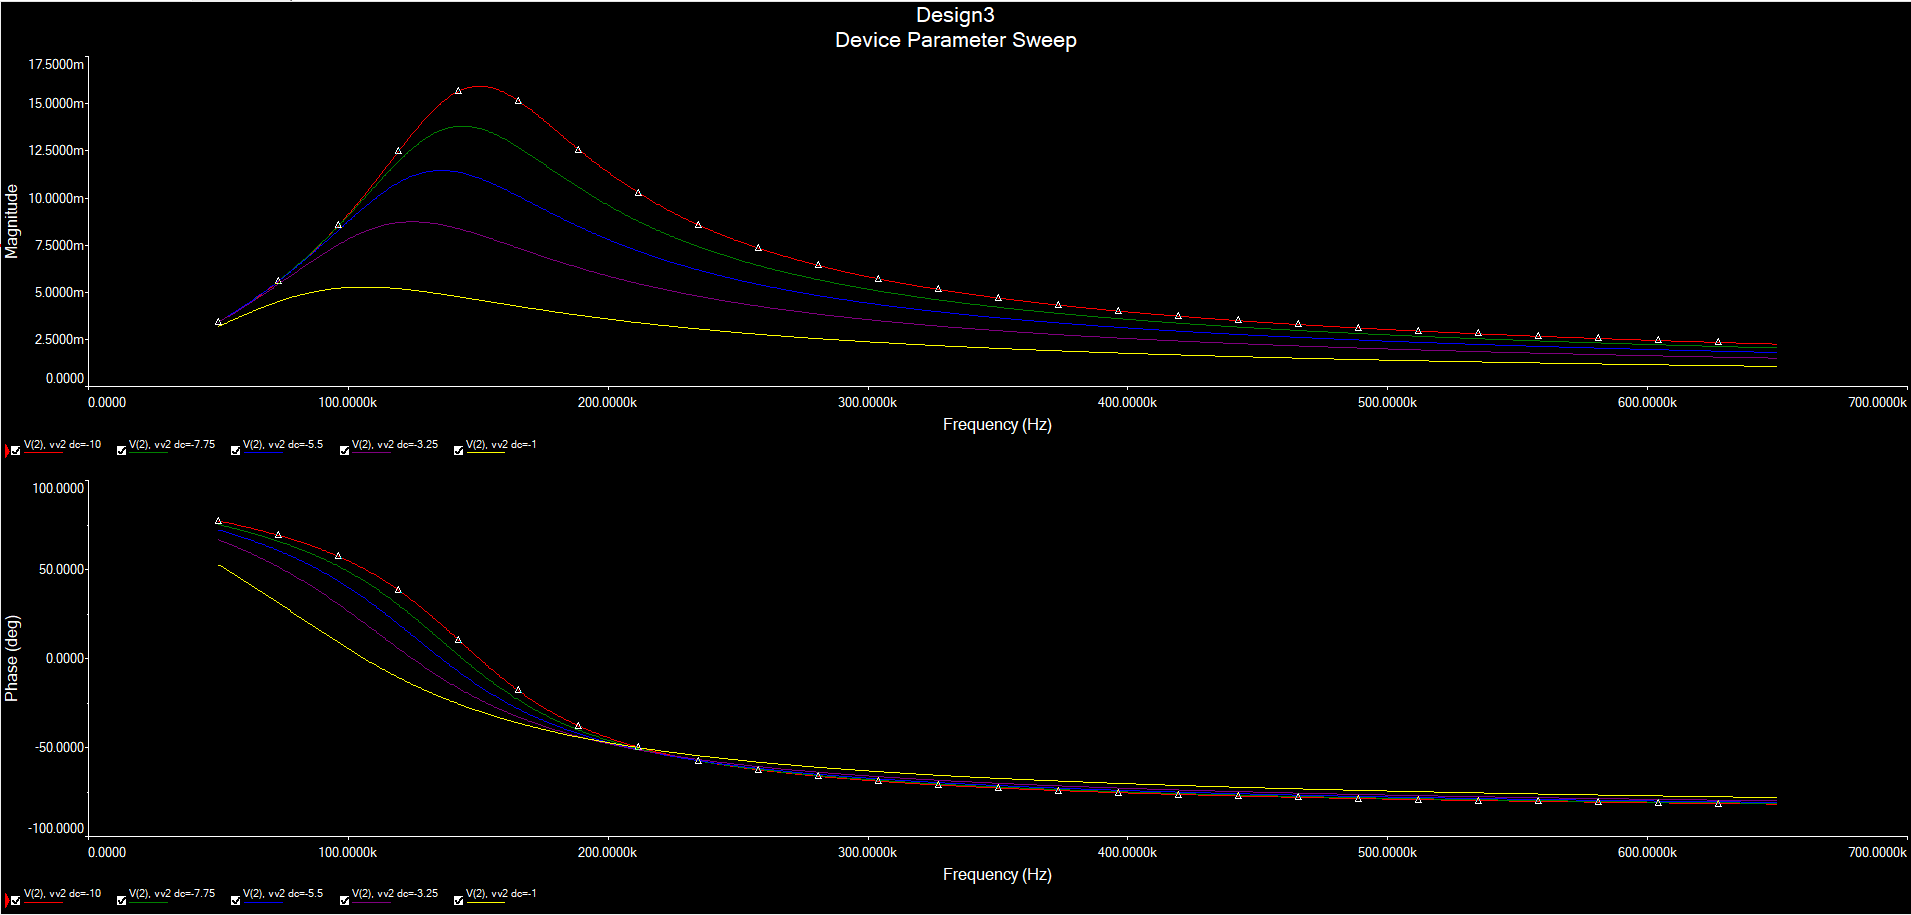 Design3
Device Parameter Sweep
17.5000m
15.0000m
12.5000m
10.0000m
7.5000m
5.0000m
2.5000m
0.0000
Magnitude
0.0000 100.0000k 200.0000k 300.0000k 400.0000k 500.0000k 600.0000k 700.0000k
Frequency (Hz)
V(2), vv2 dc=-10 V(2), vv2 dc=-7.75 V(2), vv2 dc=-5.5 V(2), vv2 dc=-3.25 V(2), vv2 dc=-1
100.0000
50.0000
0.0000
-50.0000
-100.0000
Phase (deg)
0.0000 100.0000k 200.0000k 300.0000k 400.0000k 500.0000k 600.0000k 700.0000k
Frequency (Hz)
V(2), vv2 dc=-10 V(2), vv2 dc=-7.75 V(2), vv2 dc=-5.5 V(2), vv2 dc=-3.25 V(2), vv2 dc=-1